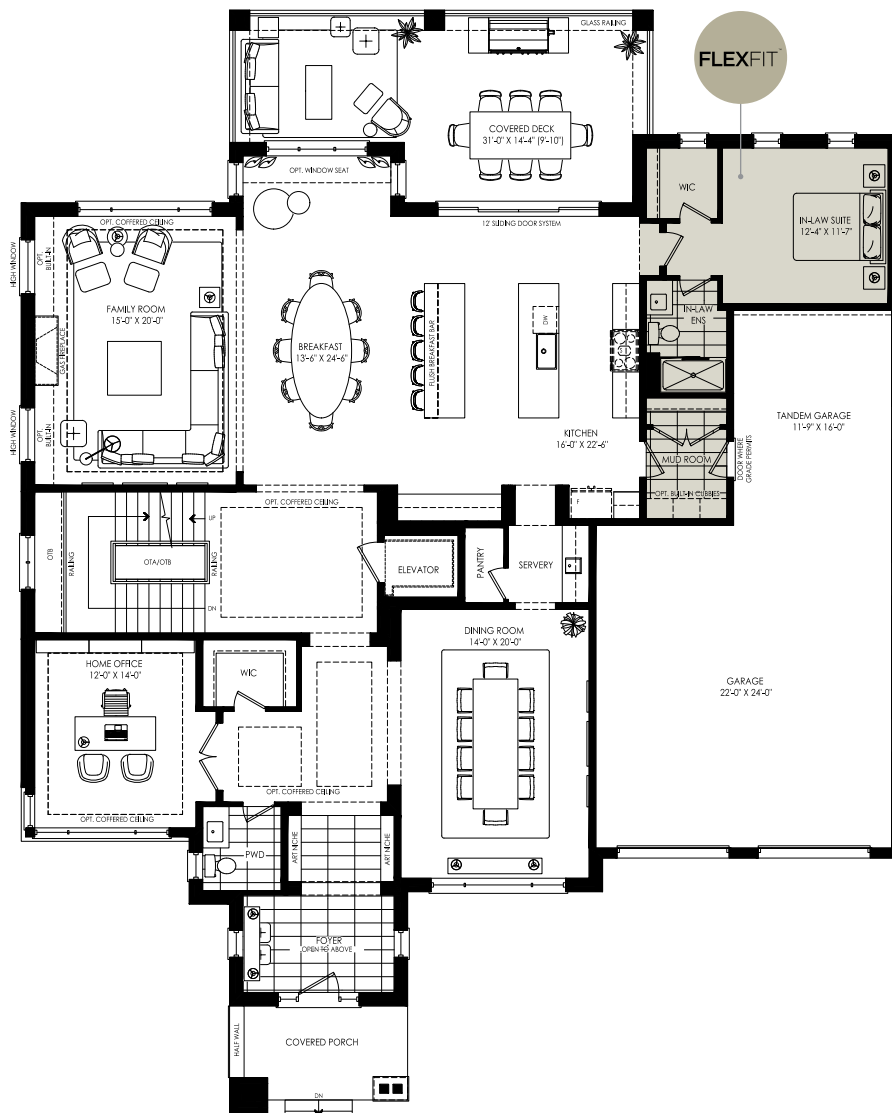 GLASS RAILING
FLEXFIT™
COVERED DECK
31'-0" X 14'-4" (9'-10")
OPT. WINDOW SEAT
WIC
IN-LAW SUITE
12'-4" X 11'-7"
OPT. COFFERED CEILING
12' SLIDING DOOR SYSTEM
HIGH WINDOW
OPT.
BUILT-IN
FAMILY ROOM
15'-0" X 20'-0"
GAS FIREPLACE
BREAKFAST
13'-6" X 24'-6"
FLUSH BREAKFAST BAR
DW
IN-LAW
ENS
HIGH WINDOW
OPT.
BUILT-IN
KITCHEN
16'-0" X 22'-6"
MUD ROOM
OPT. BUILT-IN CUBBIES
DOOR WHERE
GRADE PERMITS
TANDEM GARAGE
11'-9" X 16'-0"
OPT. COFFERED CEILING
F
OTB
RAILING
OTA/OTB
RAILING
UP
DN
ELEVATOR
PANTRY
SERVERY
HOME OFFICE
12'-0" X 14'-0"
WIC
DINING ROOM
14'-0" X 20'-0"
GARAGE
22'-0" X 24'-0"
OPT. COFFERED CEILING
OPT. COFFERED CEILING
PWD
ART NICHE
ART NICHE
FOYER
OPEN TO ABOVE
HALF WALL
COVERED PORCH
DN